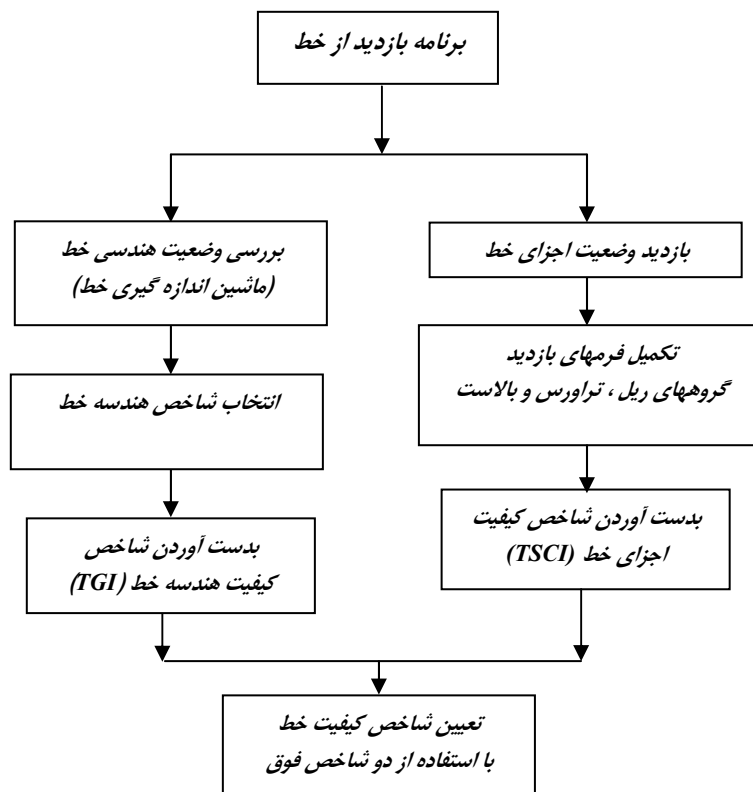 برنامه بازدید از خط
بازدید وضعیت اجزای خط
بررسی وضعیت هندسی خط
(ماشین اندازه گیری خط)
تکمیل فرمهای بازدید
گروههای ریل ، تراورس و بالاست
انتخاب شاخص هندسه خط
بدست آوردن شاخص کیفیت
اجزای خط (TSCI)
بدست آوردن شاخص
کیفیت هندسه خط (TGI)
تعیین شاخص کیفیت خط
با استفاده از دو شاخص فوق